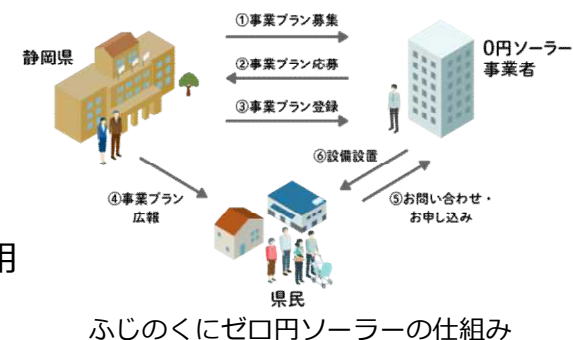 ①事業プラン募集
静岡県
0円ソーラー
事業者
②事業プラン応募
③事業プラン登録
⑥設備設置
④事業プラン
広報
⑤お問い合わせ・
お申し込み
用
県民
ふじのくにゼロ円ソーラーの仕組み